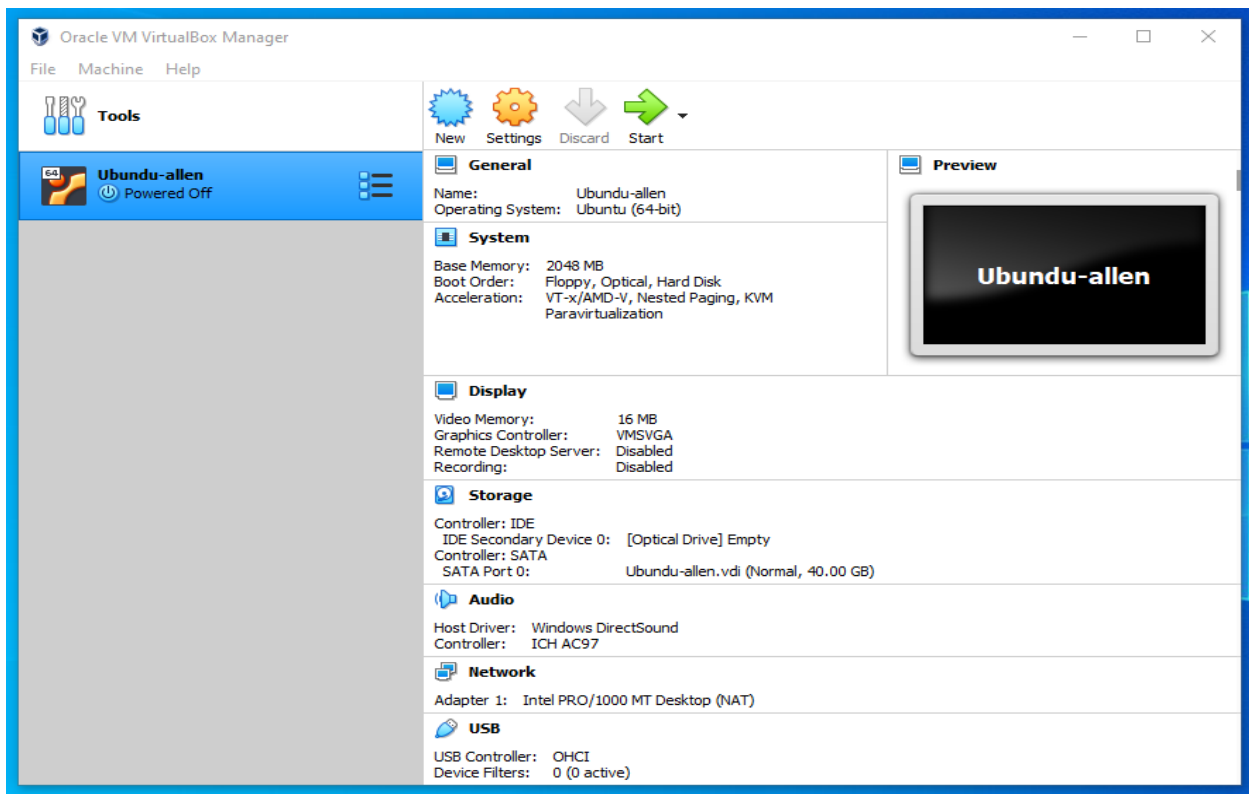 Oracle VM VirtualBox Manager
File Machine Help
Tools
New Settings Discard Start
64
Ubundu-allen
Powered Off
General
Name: Ubundu-allen
Operating System: Ubuntu (64-bit)
System
Base Memory: 2048 MB
Boot Order: Floppy, Optical, Hard Disk
Acceleration: VT-x/AMD-V, Nested Paging, KVM
Paravirtualization
Preview
Ubundu-allen
Display
Video Memory: 16 MB
Graphics Controller: VMSVGA
Remote Desktop Server: Disabled
Recording: Disabled
Storage
Controller: IDE
IDE Secondary Device 0: [Optical Drive] Empty
Controller: SATA
SATA Port 0: Ubundu-allen.vdi (Normal, 40.00 GB)
Audio
Host Driver: Windows DirectSound
Controller: ICH AC97
Network
Adapter 1: Intel PRO/1000 MT Desktop (NAT)
USB
USB Controller: OHCI
Device Filters: 0 (0 active)